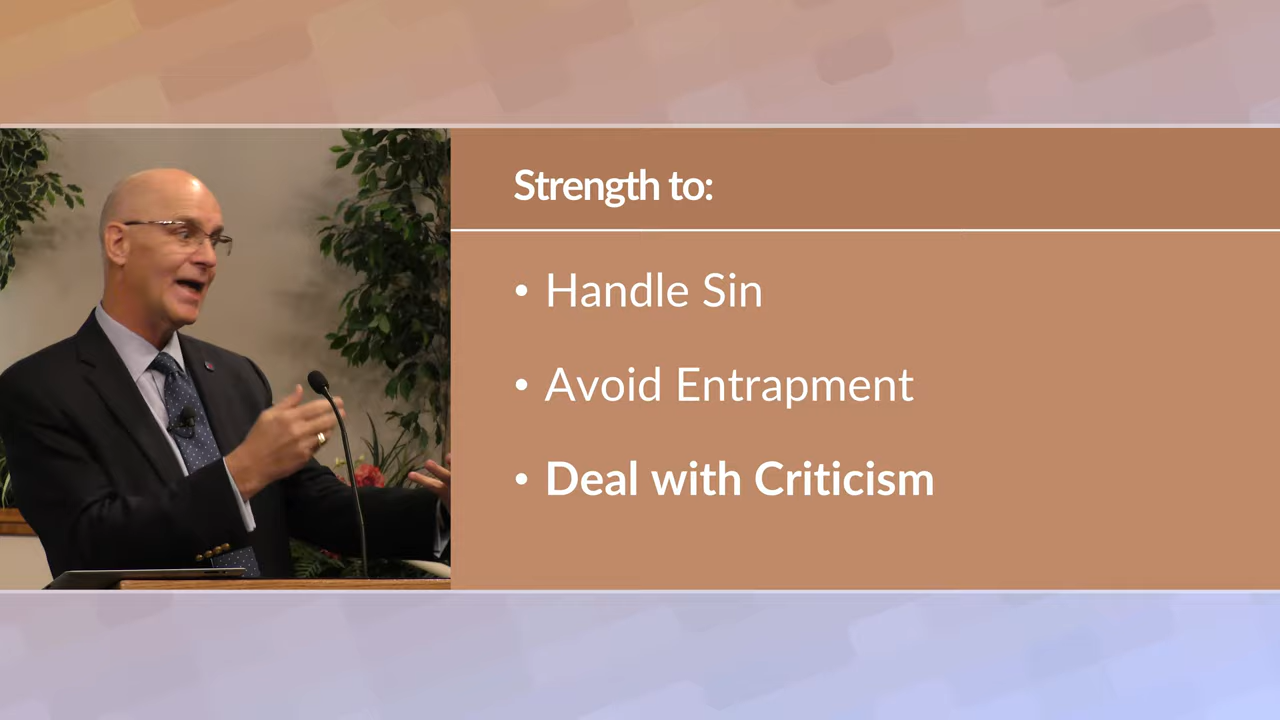 Strength to:
• Handle Sin
• Avoid Entrapment
• Deal with Criticism